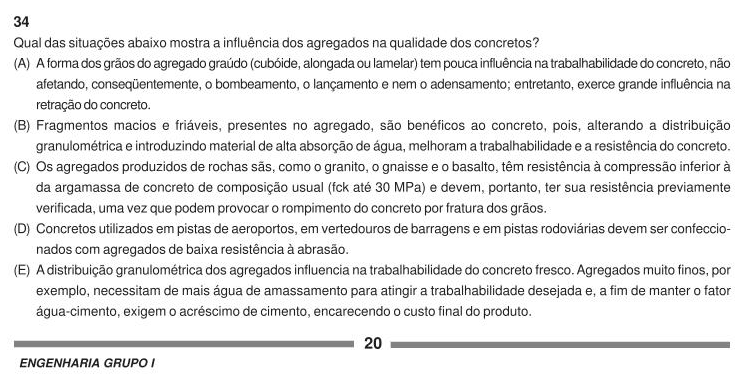 34
Qual das situações abaixo mostra a influência dos agregados na qualidade dos concretos?
(A) A forma dos grãos do agregado graúdo (cubóide, alongada ou lamelar) tem pouca influência na trabalhabilidade do concreto, não
afetando, conseqüentemente, o bombeamento, o lançamento e nem o adensamento; entretanto, exerce grande influência na
retração do concreto.
(B) Fragmentos macios e friáveis, presentes no agregado, são benéficos ao concreto, pois, alterando a distribuição
granulométrica e introduzindo material de alta absorção de água, melhoram a trabalhabilidade e a resistência do concreto.
(C) Os agregados produzidos de rochas sãs, como o granito, o gnaisse e o basalto, têm resistência à compressão inferior à
da argamassa de concreto de composição usual (fck até 30 MPa) e devem, portanto, ter sua resistência previamente
verificada, uma vez que podem provocar o rompimento do concreto por fratura dos grãos.
(D) Concretos utilizados em pistas de aeroportos, em vertedouros de barragens e em pistas rodoviárias devem ser confeccio-
nados com agregados de baixa resistência à abrasão.
(E) A distribuição granulométrica dos agregados influencia na trabalhabilidade do concreto fresco. Agregados muito finos, por
exemplo, necessitam de mais água de amassamento para atingir a trabalhabilidade desejada e, a fim de manter o fator
água-cimento, exigem o acréscimo de cimento, encarecendo o custo final do produto.
20
ENGENHARIA GRUPO I